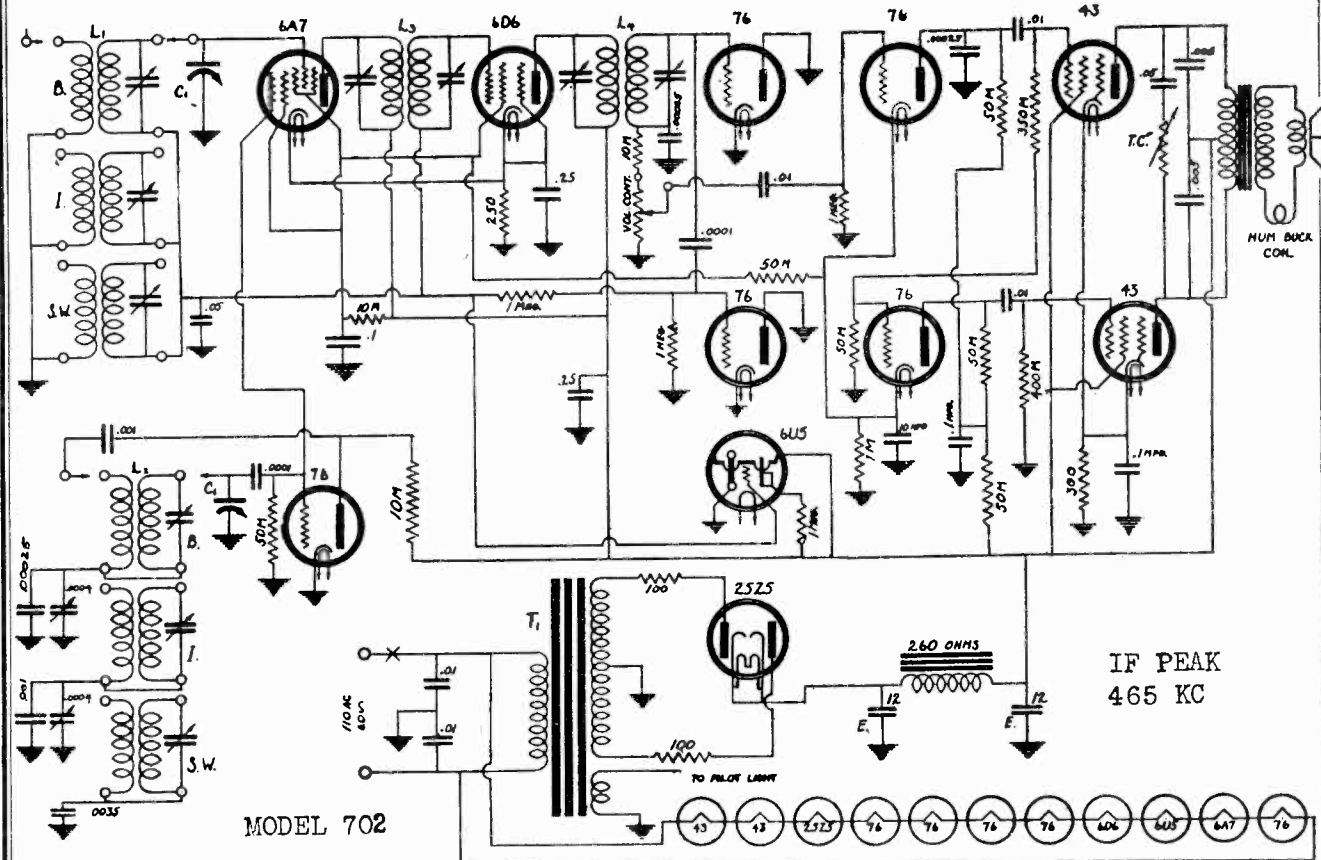 L1
6A7
L3
6D6
L4
76
76
43
B.
C1
.00025
.01
50M
350M
.05
.005
T.C.
I.
250
.25
10M
VOL CONT.
.00025
.01
1 MEG.
.0001
.005
HUM BUCK
COIL
S.W.
.05
10M
.1
1 MEG.
50M
76
76
43
1 MEG.
50M
50M
.01
400M
.25
.001
6U5
1M
10 MFD
.1 MFD.
50M
300
.1 MFD.
1 MEG.
L2
C1
.0001
50M
10M
B.
.00025
.0004
I.
.001
.0004
S.W.
.0035
T1
100
25Z5
260 OHMS
12
E.
12
E.
100
110 AC
60~
.01
.01
TO PILOT LIGHT
IF PEAK
465 KC
MODEL 702
43
43
25Z5
76
76
76
76
6D6
6U5
6A7
76